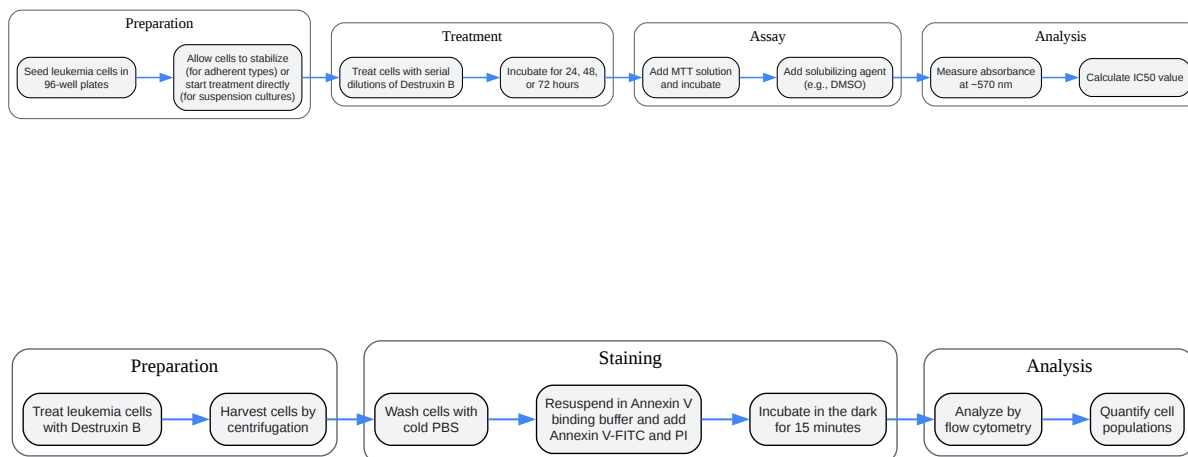 Preparation
Seed leukemia cells in
96-well plates
Allow cells to stabilize
(for adherent types) or
start treatment directly
(for suspension cultures)
Treatment
Treat cells with serial
dilutions of Destruxin B
Incubate for 24, 48,
or 72 hours
Assay
Add MTT solution
and incubate
Add solubilizing agent
(e.g., DMSO)
Analysis
Measure absorbance
at ~570 nm
Calculate IC50 value
Preparation
Treat leukemia cells
with Destruxin B
Harvest cells by
centrifugation
Staining
Wash cells with
cold PBS
Resuspend in Annexin V
binding buffer and add
Annexin V-FITC and PI
Incubate in the dark
for 15 minutes
Analysis
Analyze by
flow cytometry
Quantify cell
populations